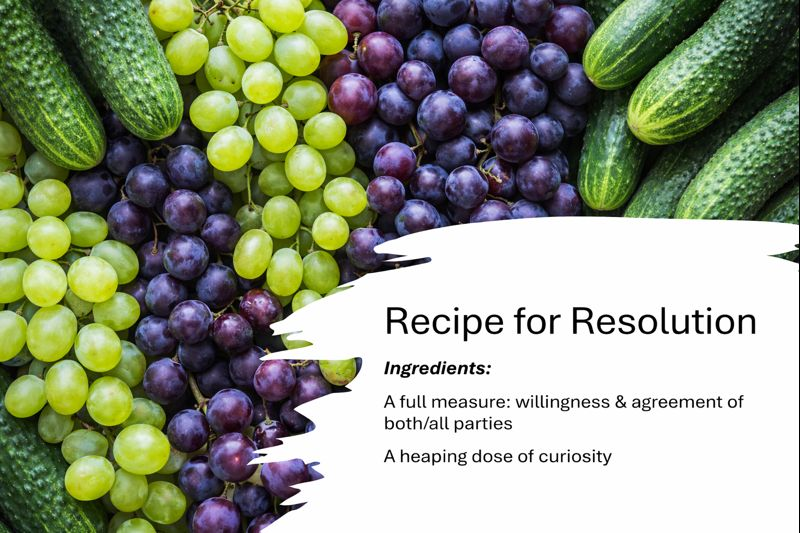 Recipe for Resolution
Ingredients:
A full measure: willingness & agreement of
both/all parties
A heaping dose of curiosity